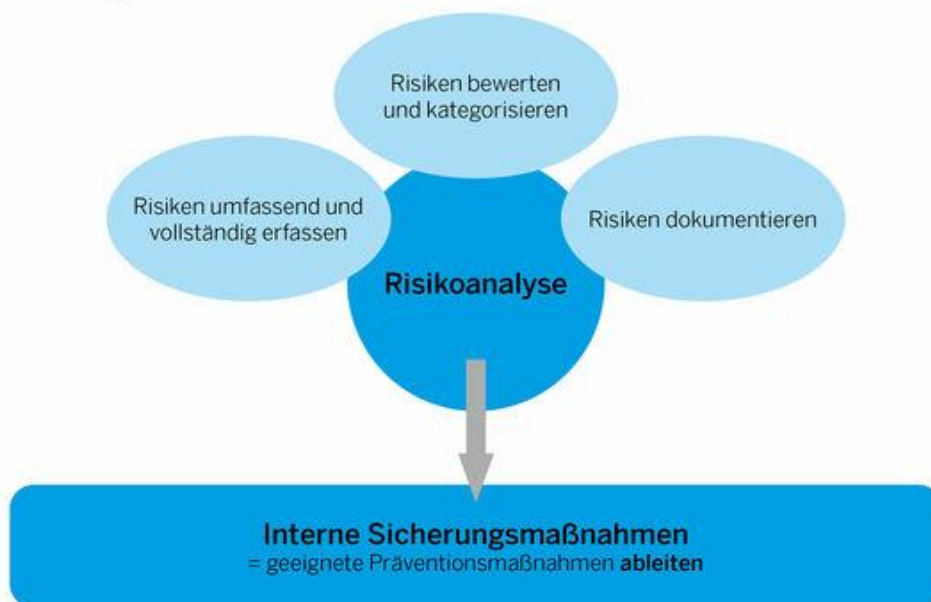 Risiken bewerten
und kategorisieren
Risiken umfassend und
vollständig erfassen
Risiken dokumentieren
Risikoanalyse
Interne Sicherungsmaßnahmen
= geeignete Präventionsmaßnahmen ableiten